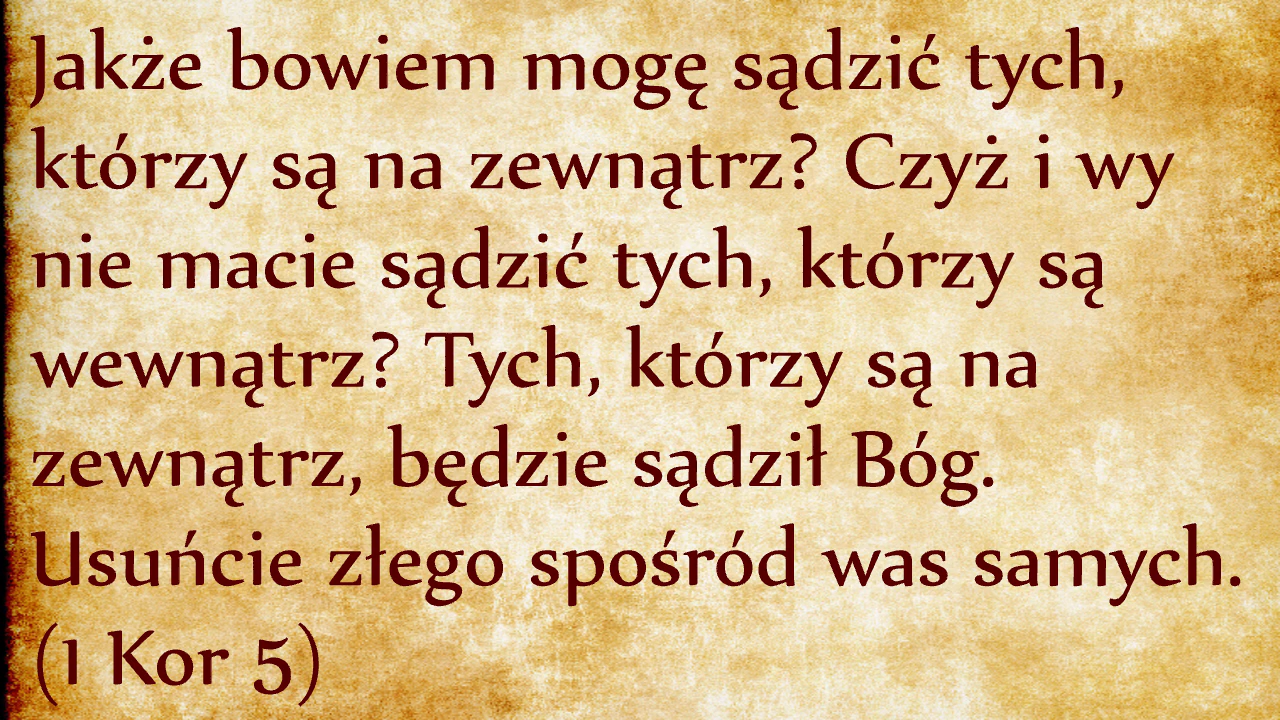 Jakże bowiem mogę sądzić tych,
którzy są na zewnątrz? Czyż i wy
nie macie sądzić tych, którzy są
wewnątrz? Tych, którzy są na
zewnątrz, będzie sądził Bóg.
Usuńcie złego spośród was samych.
(1 Kor 5)